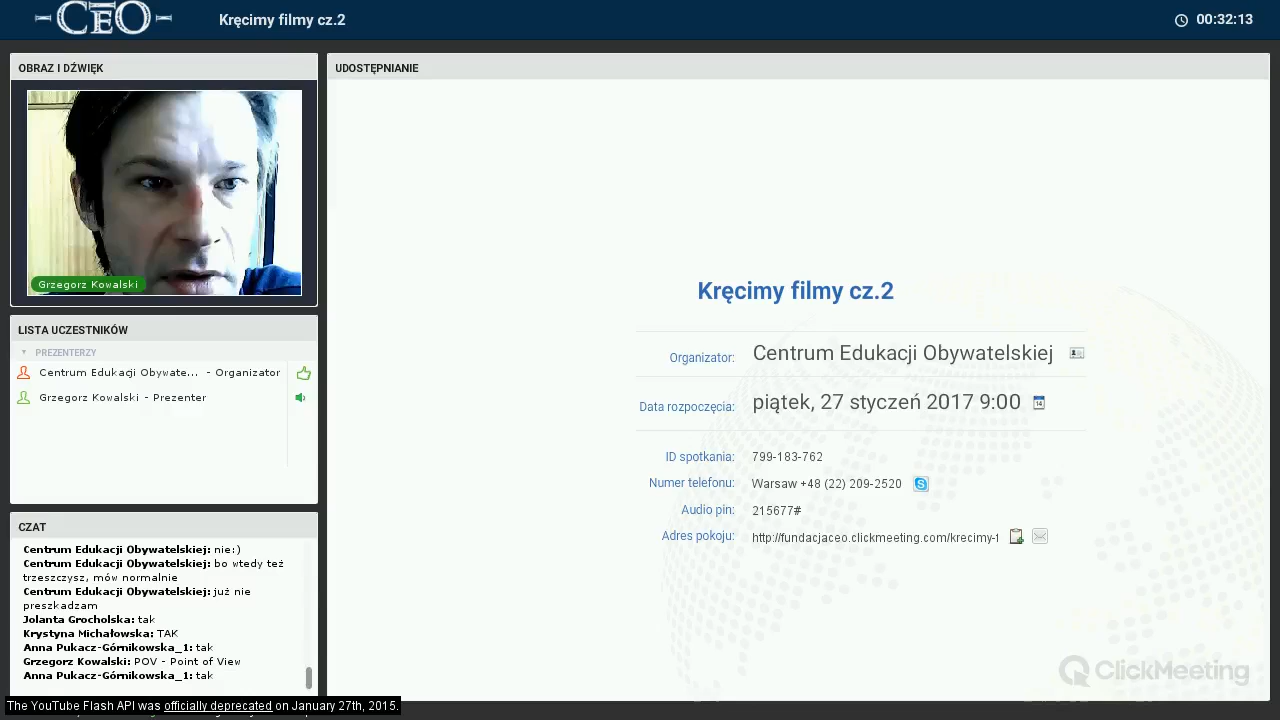 CEO
Kręcimy filmy cz.2
00:32:13
OBRAZ I DŹWIĘK
Grzegorz Kowalski
LISTA UCZESTNIKÓW
PREZENTERZY
Centrum Edukacji Obywate... - Organizator
Grzegorz Kowalski - Prezenter
CZAT
Centrum Edukacji Obywatelskiej: nie:)
Centrum Edukacji Obywatelskiej: bo wtedy też
trzeszczysz, mów normalnie
Centrum Edukacji Obywatelskiej: już nie
preszkadzam
Jolanta Grocholska: tak
Krystyna Michałowska: TAK
Anna Pukacz-Górnikowska_1: tak
Grzegorz Kowalski: POV - Point of View
Anna Pukacz-Górnikowska_1: tak
The YouTube Flash API was officially deprecated on January 27th, 2015.
UDOSTĘPNIANIE
Kręcimy filmy cz.2
Organizator: Centrum Edukacji Obywatelskiej
Data rozpoczęcia: piątek, 27 styczeń 2017 9:00
14
ID spotkania: 799-183-762
Numer telefonu: Warsaw +48 (22) 209-2520
Audio pin: 215677#
Adres pokoju: http://fundacjaceo.clickmeeting.com/krecimy-f
ClickMeeting